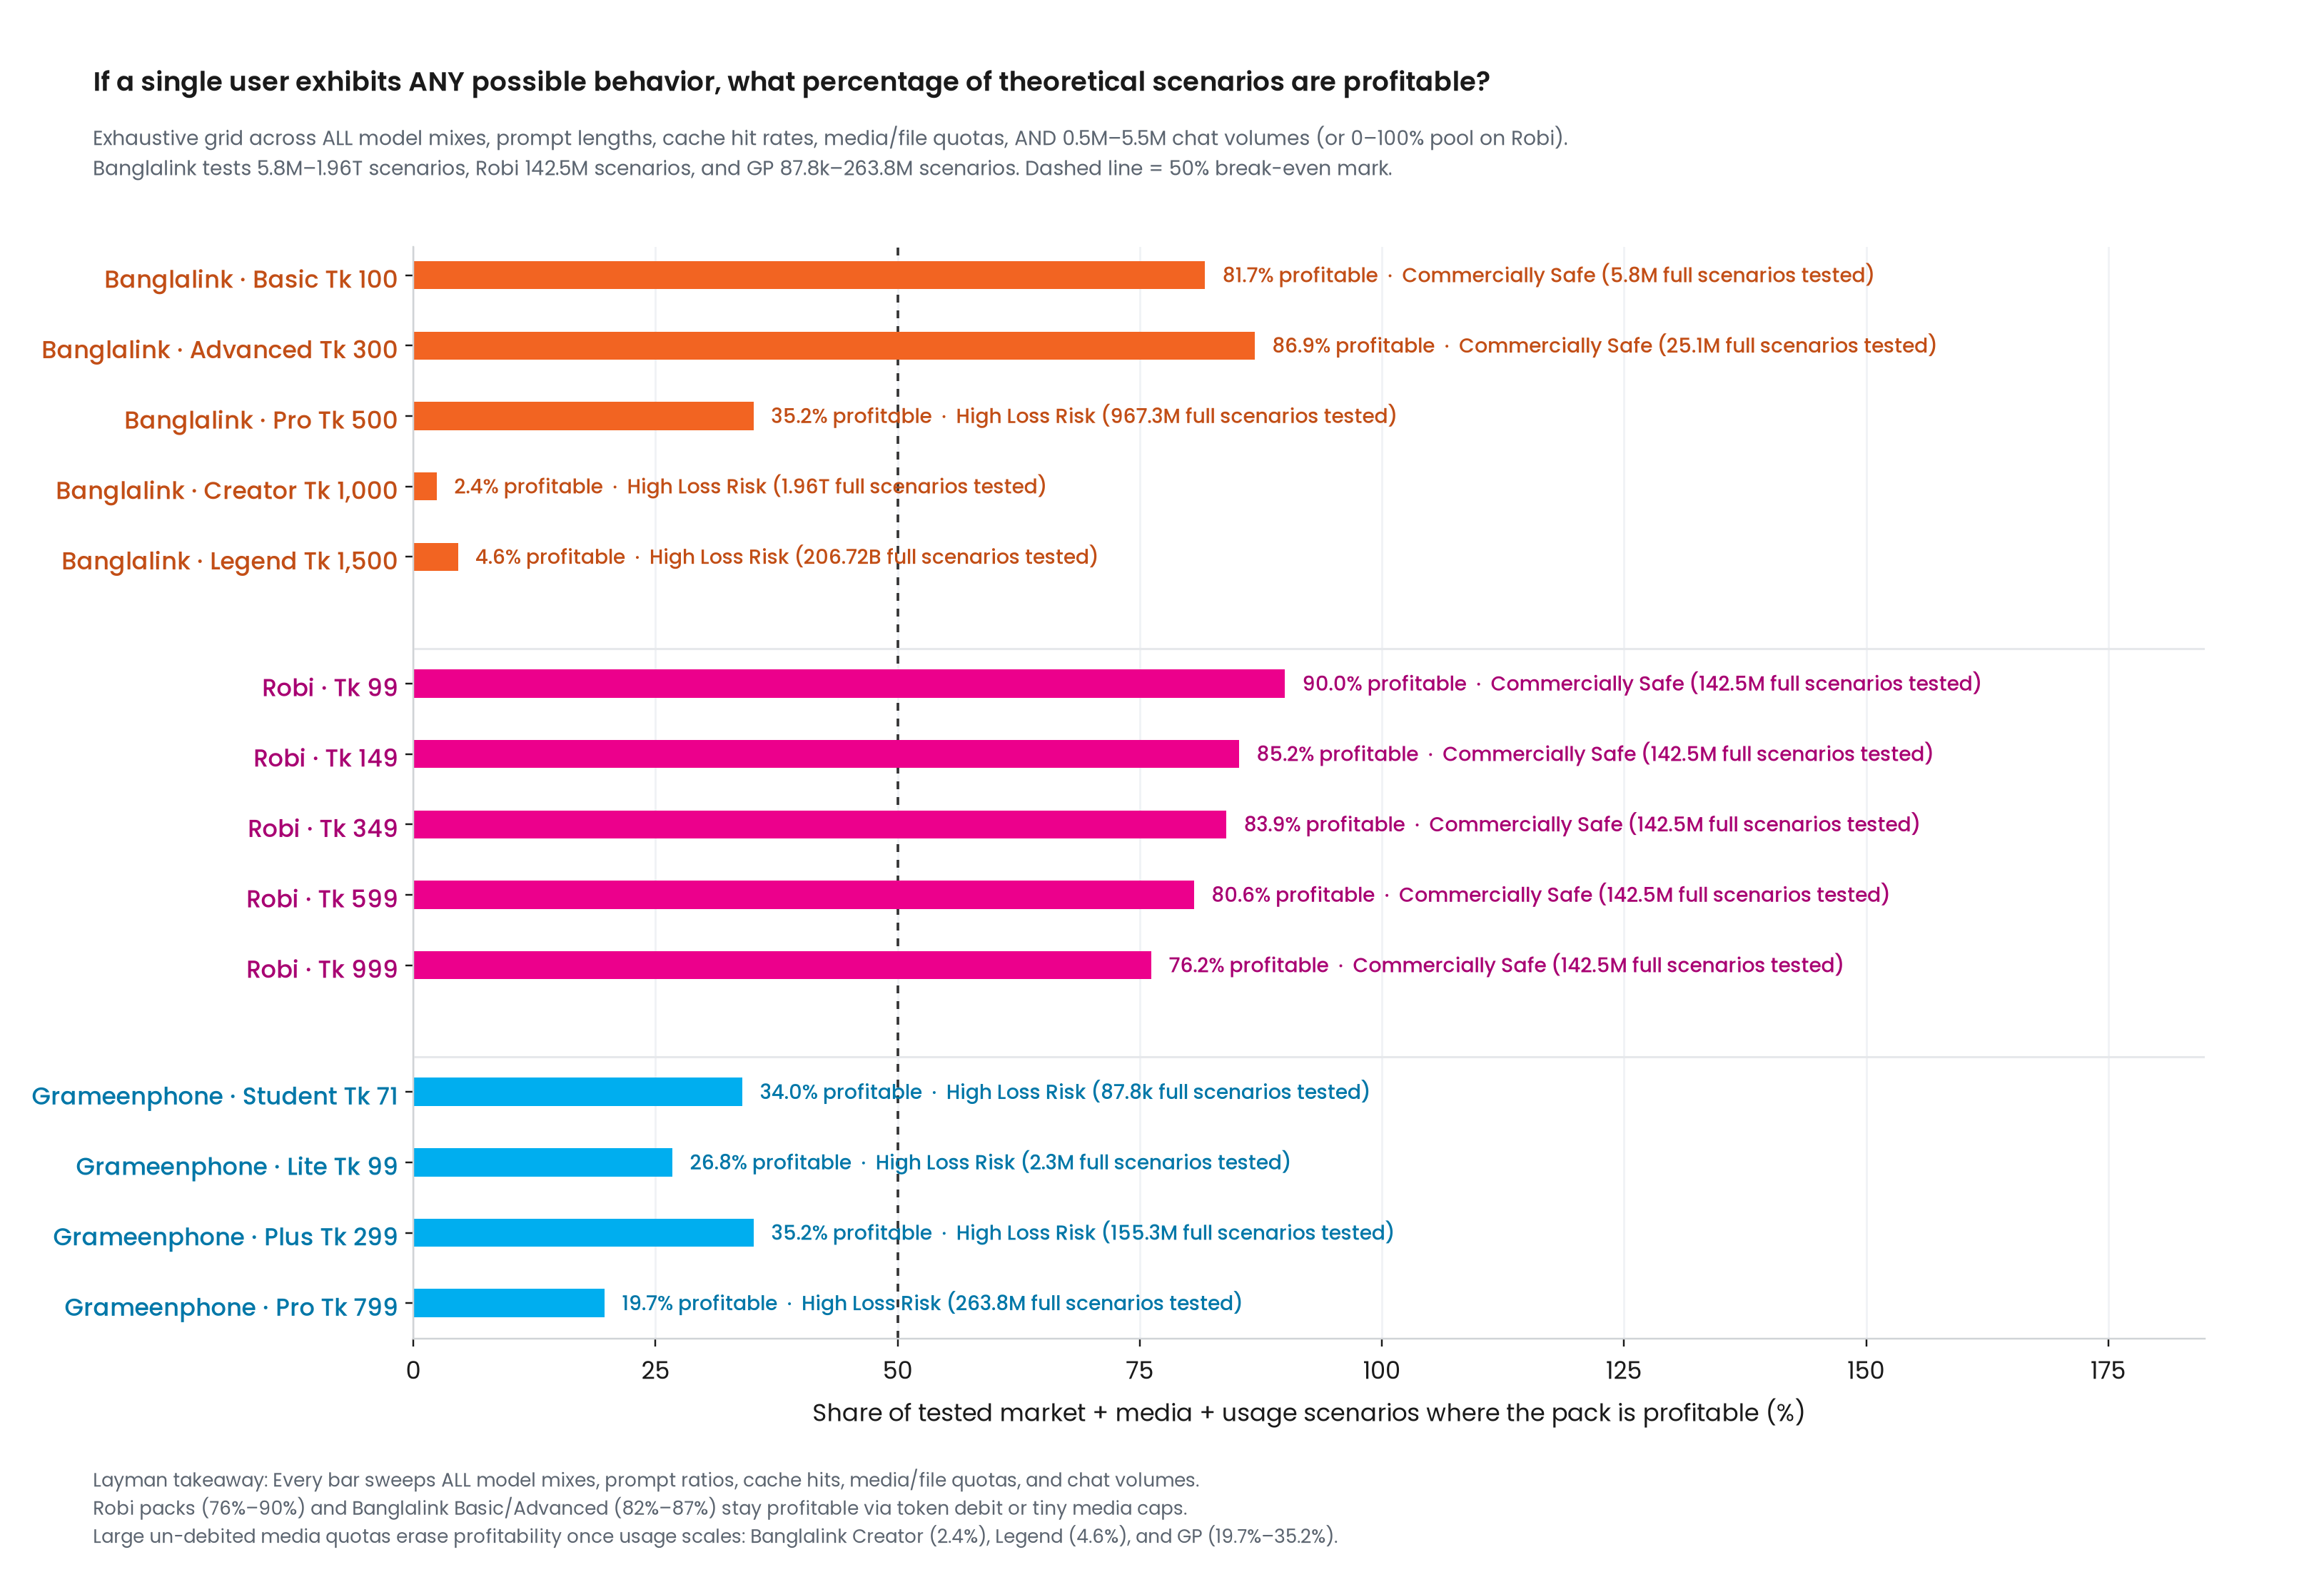 If a single user exhibits ANY possible behavior, what percentage of theoretical scenarios are profitable?
Exhaustive grid across ALL model mixes, prompt lengths, cache hit rates, media/file quotas, AND 0.5M–5.5M chat volumes (or 0–100% pool on Robi).
Banglalink tests 5.8M–1.96T scenarios, Robi 142.5M scenarios, and GP 87.8k–263.8M scenarios. Dashed line = 50% break-even mark.
Banglalink · Basic Tk 100 81.7% profitable · Commercially Safe (5.8M full scenarios tested)
Banglalink · Advanced Tk 300 86.9% profitable · Commercially Safe (25.1M full scenarios tested)
Banglalink · Pro Tk 500 35.2% profitable · High Loss Risk (967.3M full scenarios tested)
Banglalink · Creator Tk 1,000 2.4% profitable · High Loss Risk (1.96T full scenarios tested)
Banglalink · Legend Tk 1,500 4.6% profitable · High Loss Risk (206.72B full scenarios tested)
Robi · Tk 99 90.0% profitable · Commercially Safe (142.5M full scenarios tested)
Robi · Tk 149 85.2% profitable · Commercially Safe (142.5M full scenarios tested)
Robi · Tk 349 83.9% profitable · Commercially Safe (142.5M full scenarios tested)
Robi · Tk 599 80.6% profitable · Commercially Safe (142.5M full scenarios tested)
Robi · Tk 999 76.2% profitable · Commercially Safe (142.5M full scenarios tested)
Grameenphone · Student Tk 71 34.0% profitable · High Loss Risk (87.8k full scenarios tested)
Grameenphone · Lite Tk 99 26.8% profitable · High Loss Risk (2.3M full scenarios tested)
Grameenphone · Plus Tk 299 35.2% profitable · High Loss Risk (155.3M full scenarios tested)
Grameenphone · Pro Tk 799 19.7% profitable · High Loss Risk (263.8M full scenarios tested)
0 25 50 75 100 125 150 175
Share of tested market + media + usage scenarios where the pack is profitable (%)
Layman takeaway: Every bar sweeps ALL model mixes, prompt ratios, cache hits, media/file quotas, and chat volumes.
Robi packs (76%–90%) and Banglalink Basic/Advanced (82%–87%) stay profitable via token debit or tiny media caps.
Large un-debited media quotas erase profitability once usage scales: Banglalink Creator (2.4%), Legend (4.6%), and GP (19.7%–35.2%).